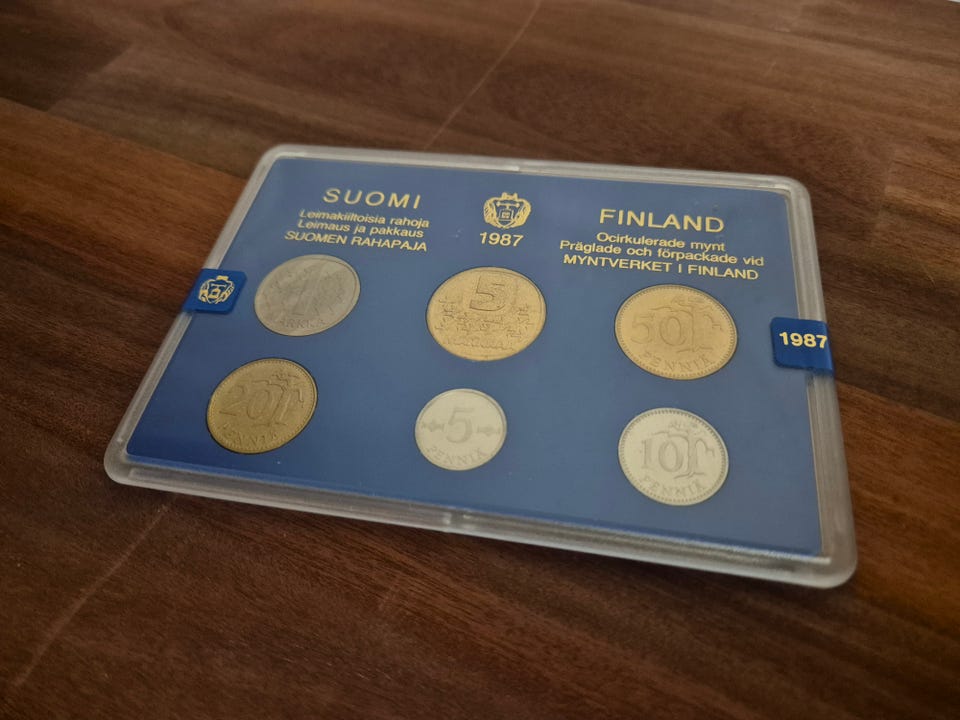 SUOMI
Leimakiiltoisia rahoja
Leimaus ja pakkaus
SUOMEN RAHAPAJA
1987
FINLAND
Ocirkulerade mynt
Präglade och förpackade vid
MYNTVERKET I FINLAND
1
MARKKA
5
MARKKAA
50
PENNIÄ
1987
20
PENNIÄ
5
PENNIÄ
10
PENNIÄ